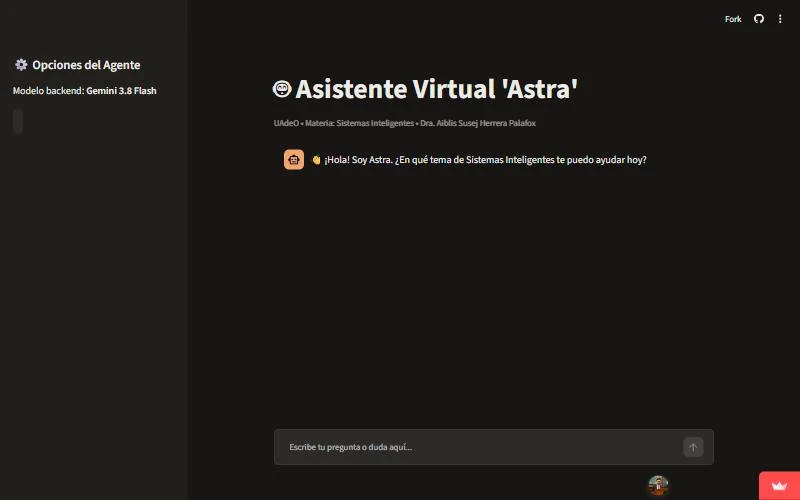 Fork
Opciones del Agente
Modelo backend: Gemini 3.8 Flash
Asistente Virtual 'Astra'
UAdeO • Materia: Sistemas Inteligentes • Dra. Aiblis Susej Herrera Palafox
👋 ¡Hola! Soy Astra. ¿En qué tema de Sistemas Inteligentes te puedo ayudar hoy?
Escribe tu pregunta o duda aquí...